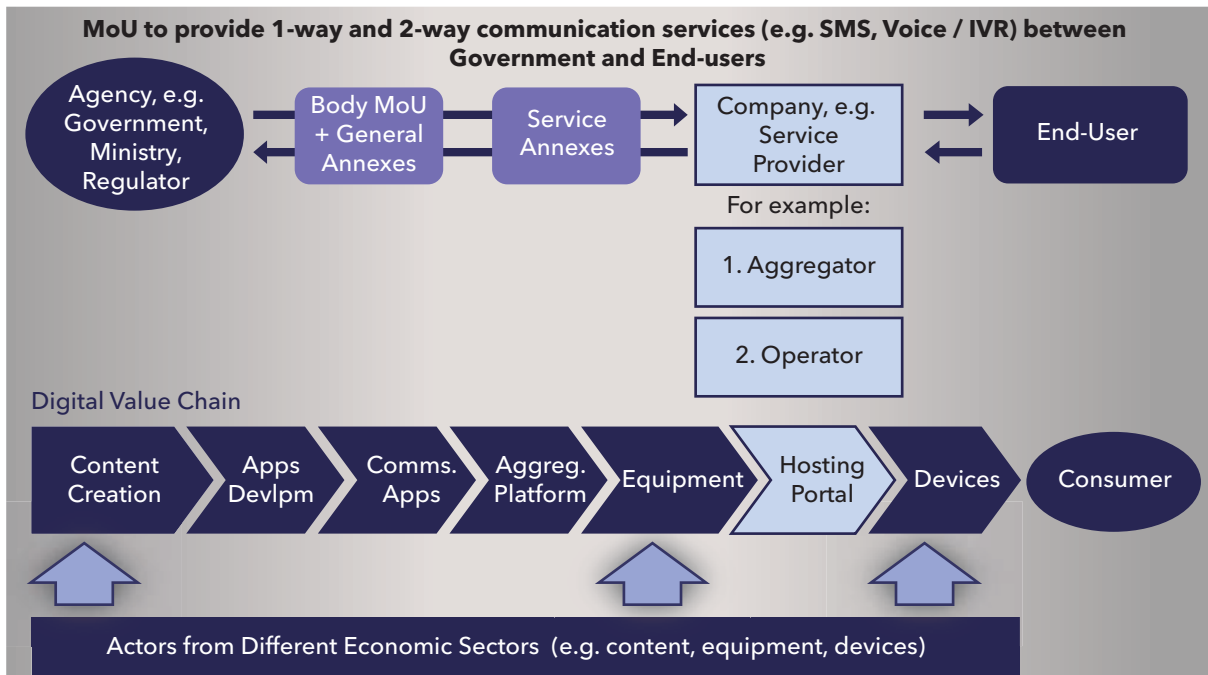 MoU to provide 1-way and 2-way communication services (e.g. SMS, Voice / IVR) between
Government and End-users
Agency, e.g.
Government,
Ministry,
Regulator
Body MoU
+ General
Annexes
Service
Annexes
Company, e.g.
Service
Provider
End-User
For example:
1. Aggregator
2. Operator
Digital Value Chain
Content
Creation
Apps
Devlpm
Comms.
Apps
Aggreg.
Platform
Equipment
Hosting
Portal
Devices
Consumer
Actors from Different Economic Sectors (e.g. content, equipment, devices)